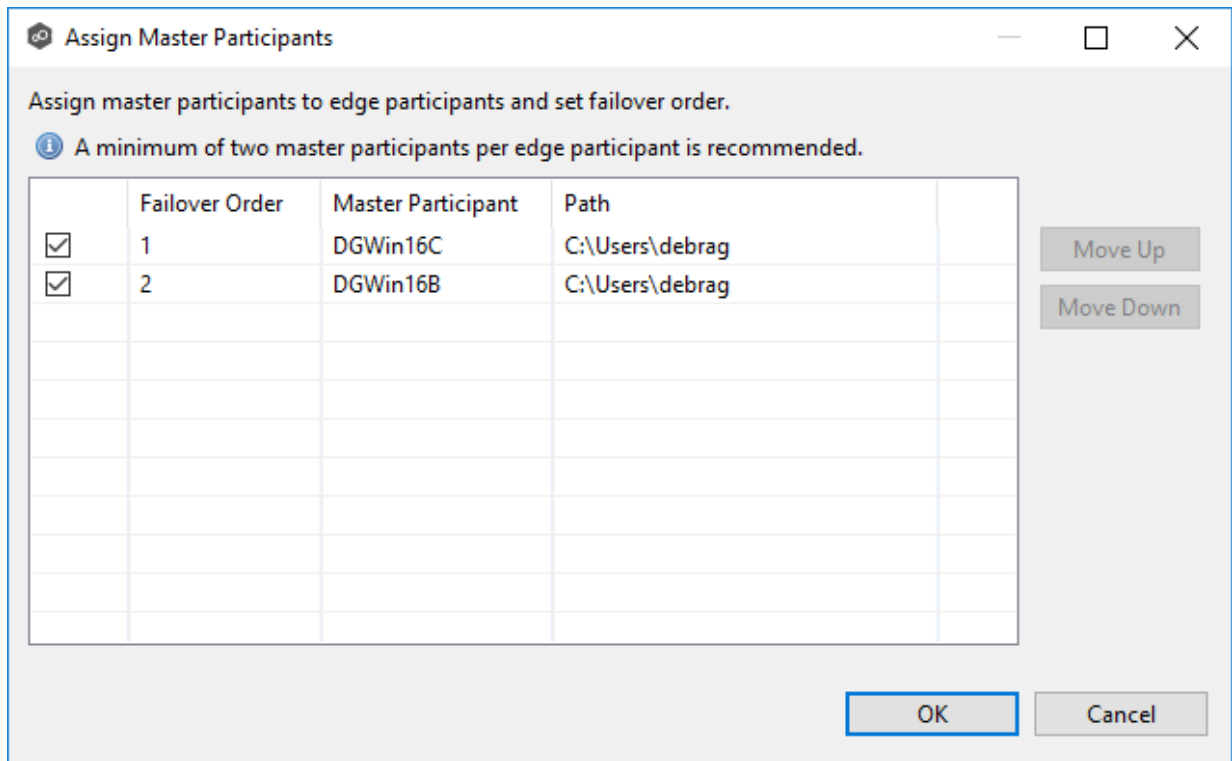 Assign Master Participants
Assign master participants to edge participants and set failover order.
A minimum of two master participants per edge participant is recommended.
Failover Order Master Participant Path
1 DGWin16C C:\Users\debrag
2 DGWin16B C:\Users\debrag
Move Up
Move Down
OK Cancel